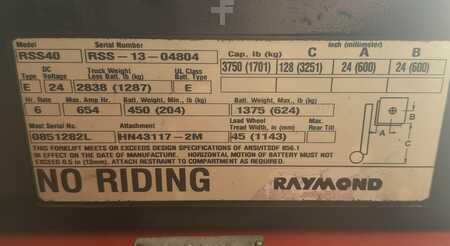 Model Serial Number Inch (millimeter)
RSS40 RSS-13-04804 Cap. lb (kg) C A B
Type DC Voltage Truck Weight Less Batt. lb (kg) UL Class Batt Type 3750 (1701) 128 (3251) 24 (600) 24 (600)
E 24 2838 (1287) E
Hr. Rate Max. Amp Hr. Batt. Weight, Min., lb (kg) Batt. Weight, Max., lb (kg)
6 654 450 (204) 1375 (624)
Mast Serial No. Attachment Load Wheel Tread Width, in. (mm) Max. Rear Tilt
0851282L HN43117-2M 45 (1143)
B
A
C
THIS FORKLIFT MEETS OR EXCEEDS DESIGN SPECIFICATIONS OF ANSI/ITSDF B56.1
IN EFFECT AT DATE OF MANUFACTURE. HORIZONTAL MOTION OF BATTERY MUST NOT
EXCEED 0.5 in (13mm). ATTACH RESTRAINT TO COMPARTMENT AS REQUIRED.
NO RIDING RAYMOND